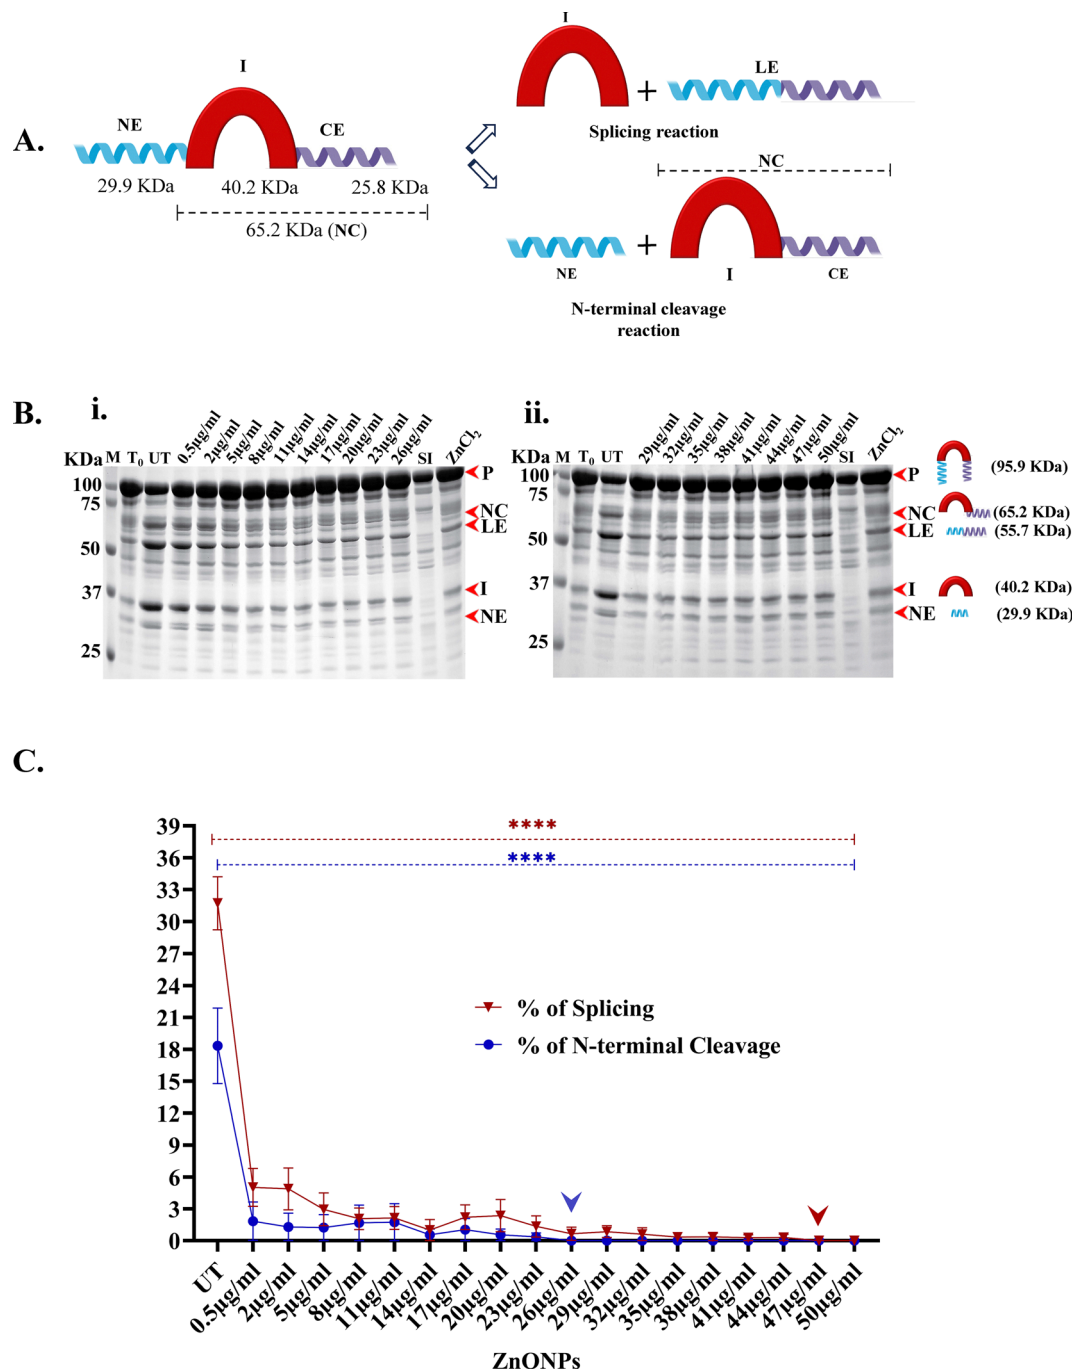 A.
I
NE
CE
29.9 KDa
40.2 KDa
25.8 KDa
65.2 KDa (NC)
I
+
LE
Splicing reaction
NC
+
NE
I
CE
N-terminal cleavage
reaction
B.
i.
KDa M T0 UT 0.5µg/ml 2µg/ml 5µg/ml 8µg/ml 11µg/ml 14µg/ml 17µg/ml 20µg/ml 23µg/ml 26µg/ml SI ZnCl2
100
75
50
37
25
P
NC
LE
I
NE
ii.
KDa M T0 UT 29µg/ml 32µg/ml 35µg/ml 38µg/ml 41µg/ml 44µg/ml 47µg/ml 50µg/ml SI ZnCl2
100
75
50
37
25
P (95.9 KDa)
NC (65.2 KDa)
LE (55.7 KDa)
I (40.2 KDa)
NE (29.9 KDa)
C.
39
36
33
30
27
24
21
18
15
12
9
6
3
0
****
****
% of Splicing
% of N-terminal Cleavage
UT 0.5µg/ml 2µg/ml 5µg/ml 8µg/ml 11µg/ml 14µg/ml 17µg/ml 20µg/ml 23µg/ml 26µg/ml 29µg/ml 32µg/ml 35µg/ml 38µg/ml 41µg/ml 44µg/ml 47µg/ml 50µg/ml
ZnONPs